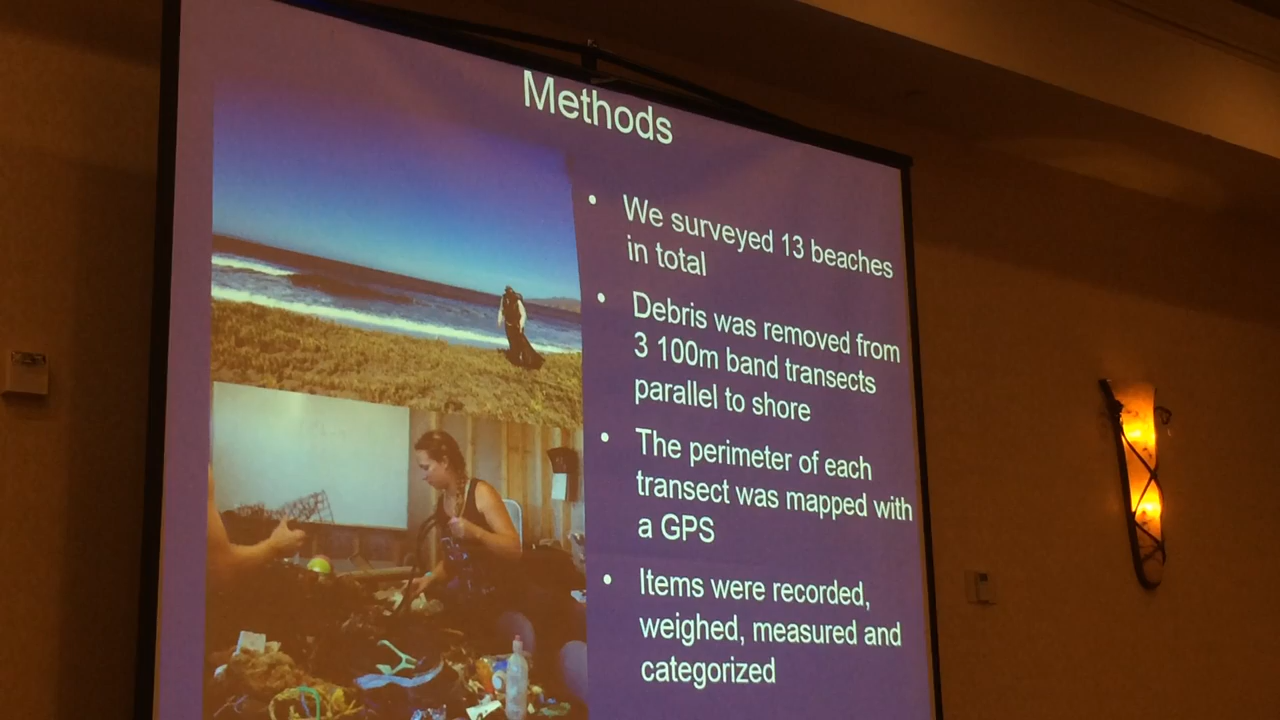 Methods
• We surveyed 13 beaches
in total
• Debris was removed from
3 100m band transects
parallel to shore
• The perimeter of each
transect was mapped with
a GPS
• Items were recorded,
weighed, measured and
categorized